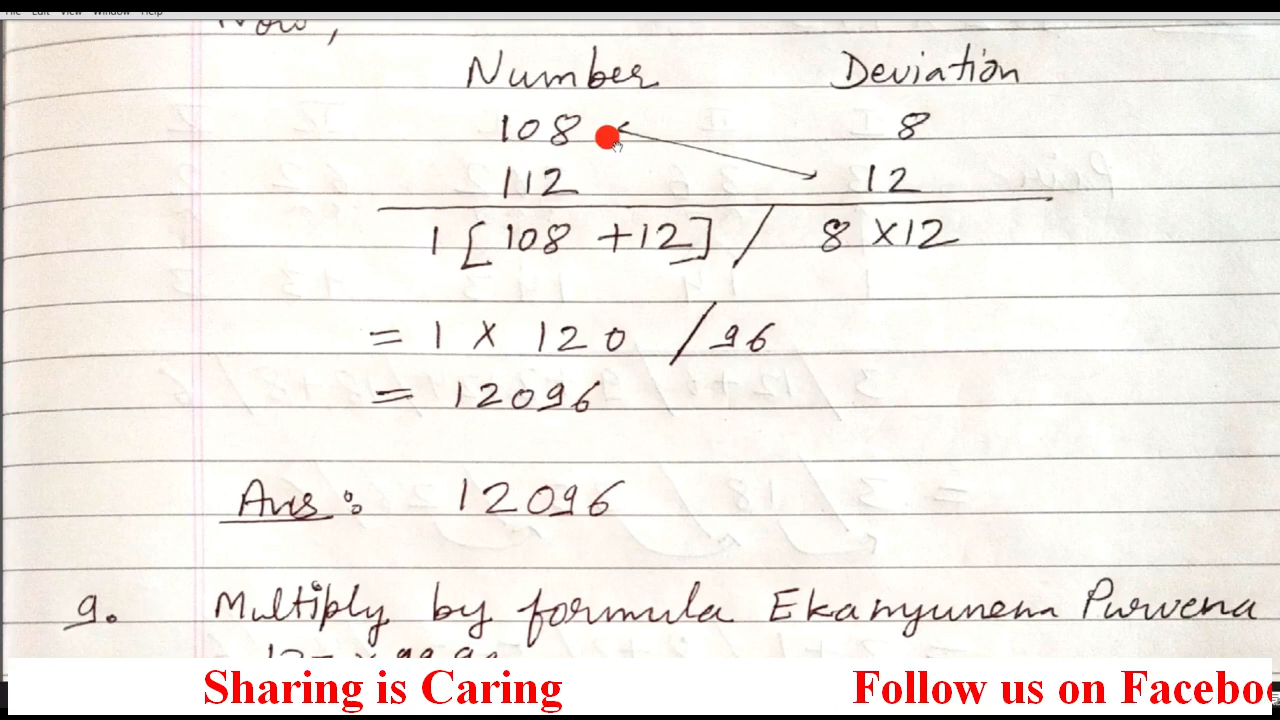 Now,
Number Deviation
108 8
112 12
1 [108 + 12] / 8 × 12
= 1 × 120 / 96
= 12096
Ans: 12096
9. Multiply by formula Ekanyunena Purvena
Sharing is Caring Follow us on Faceboo